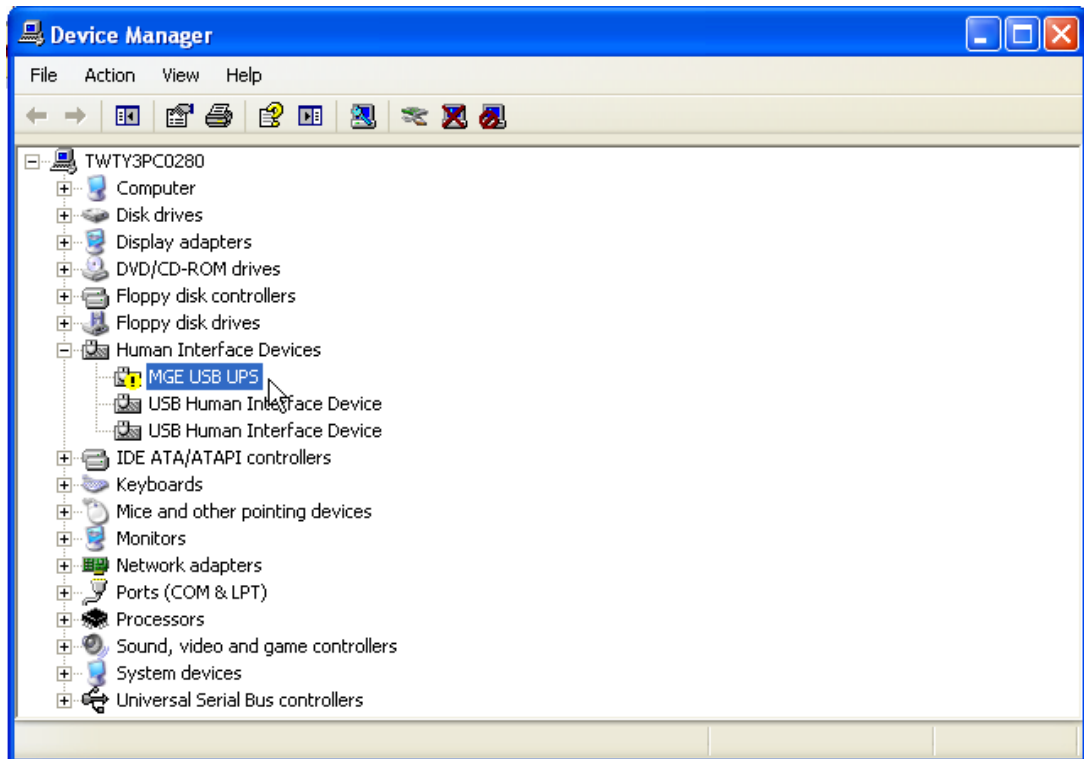 Device Manager
File Action View Help
TWTY3PC0280
Computer
Disk drives
Display adapters
DVD/CD-ROM drives
Floppy disk controllers
Floppy disk drives
Human Interface Devices
MGE USB UPS
USB Human Interface Device
USB Human Interface Device
IDE ATA/ATAPI controllers
Keyboards
Mice and other pointing devices
Monitors
Network adapters
Ports (COM & LPT)
Processors
Sound, video and game controllers
System devices
Universal Serial Bus controllers